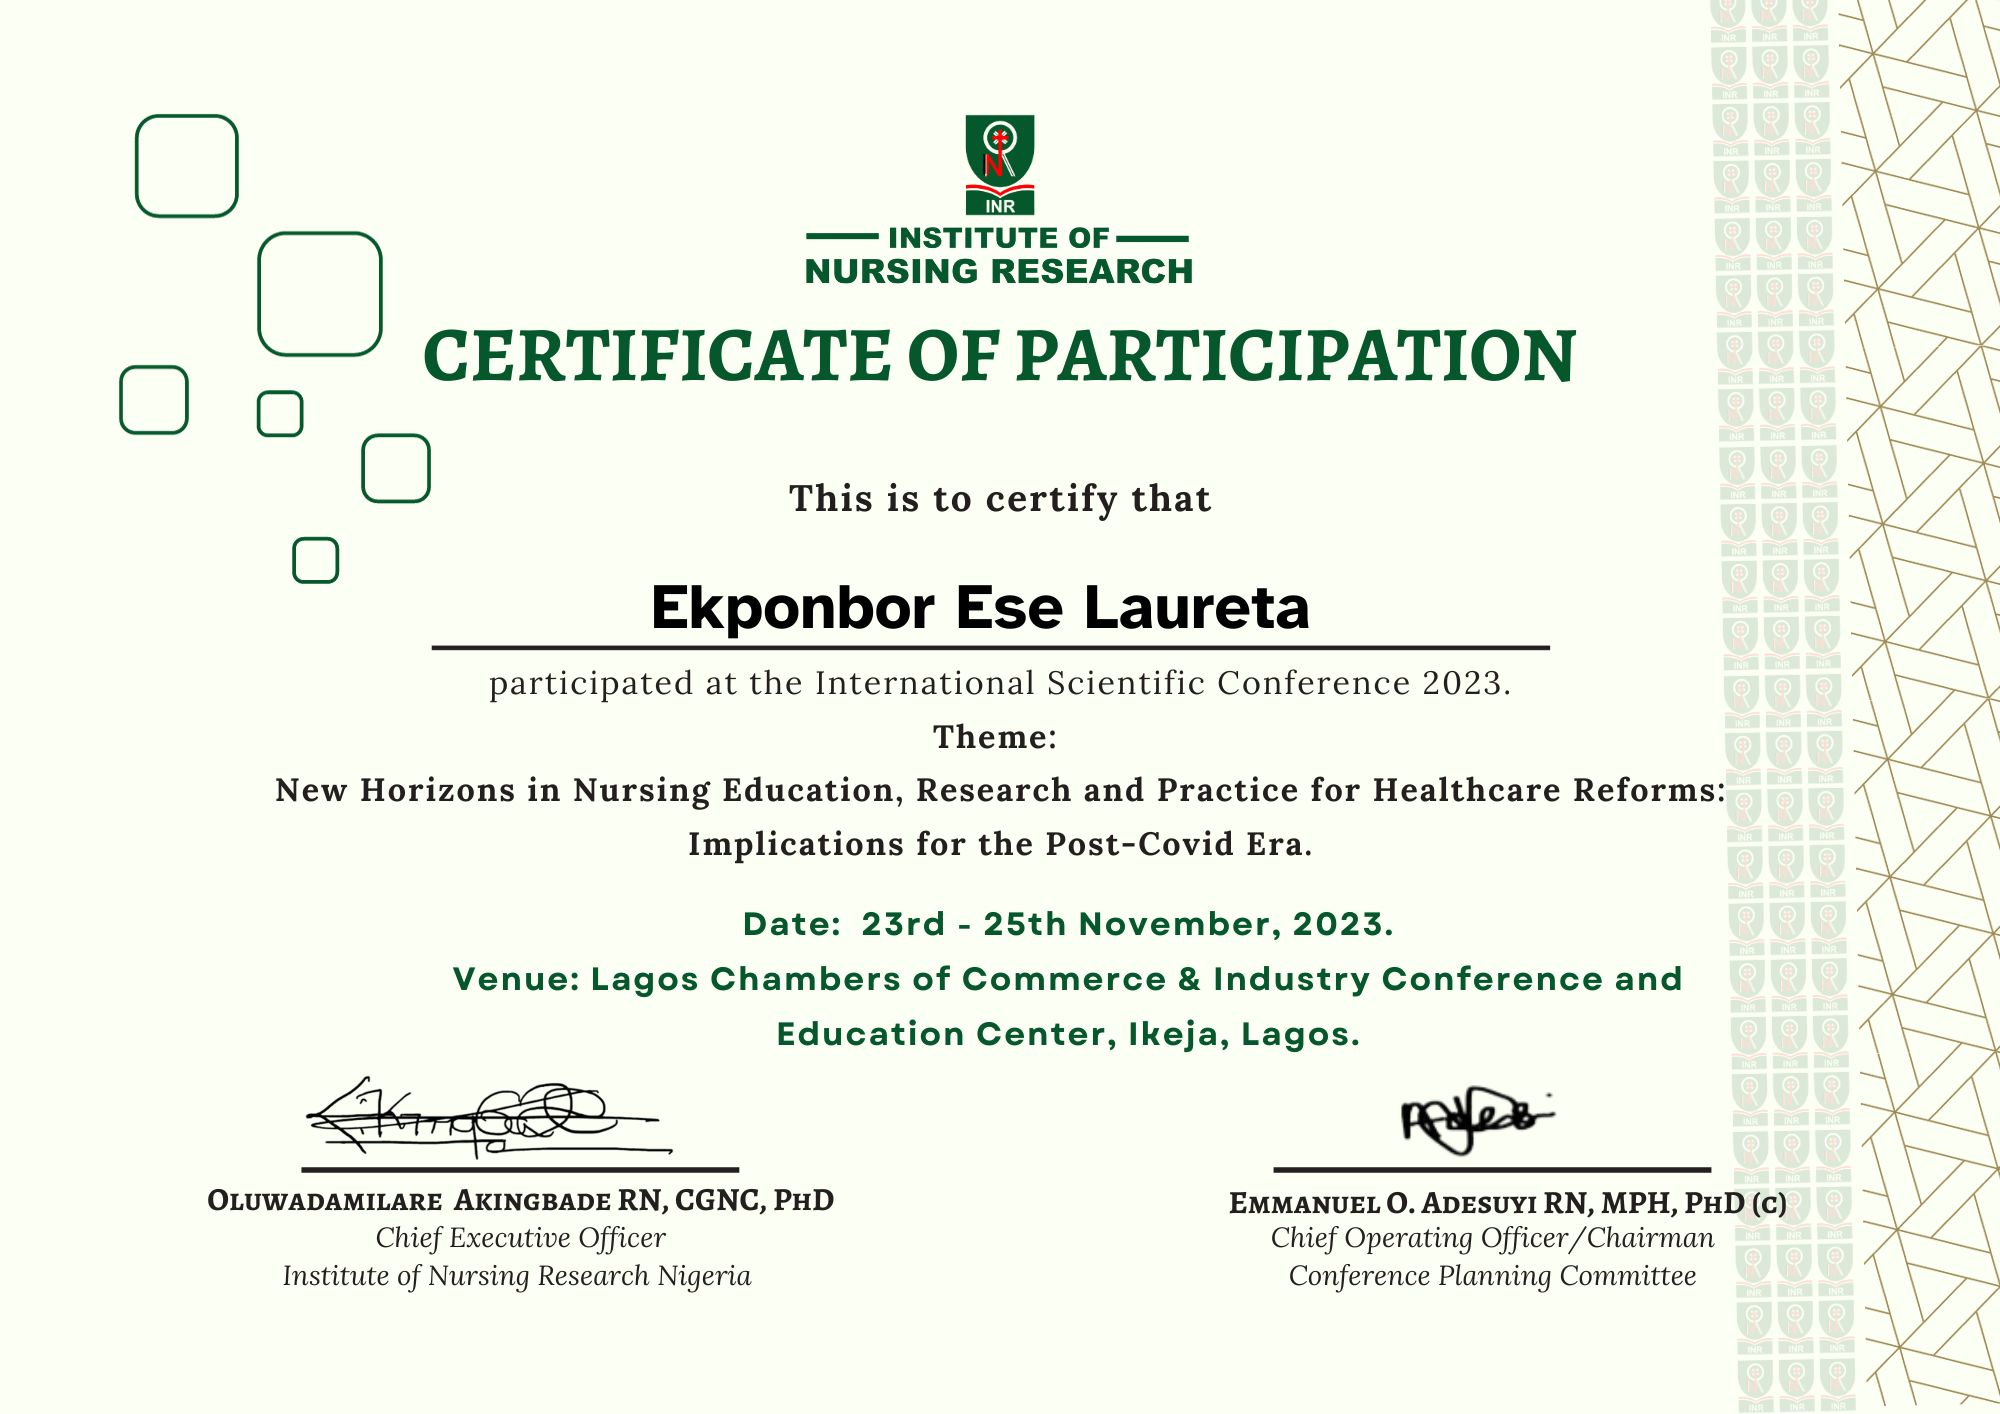 INR
INSTITUTE OF
NURSING RESEARCH
CERTIFICATE OF PARTICIPATION
This is to certify that
Ekponbor Ese Laureta
participated at the International Scientific Conference 2023.
Theme:
New Horizons in Nursing Education, Research and Practice for Healthcare Reforms:
Implications for the Post-Covid Era.
Date: 23rd - 25th November, 2023.
Venue: Lagos Chambers of Commerce & Industry Conference and
Education Center, Ikeja, Lagos.
Oluwadamilare Akingbade RN, CGNC, PhD
Chief Executive Officer
Institute of Nursing Research Nigeria
Emmanuel O. Adesuyi RN, MPH, PhD (c)
Chief Operating Officer/Chairman
Conference Planning Committee